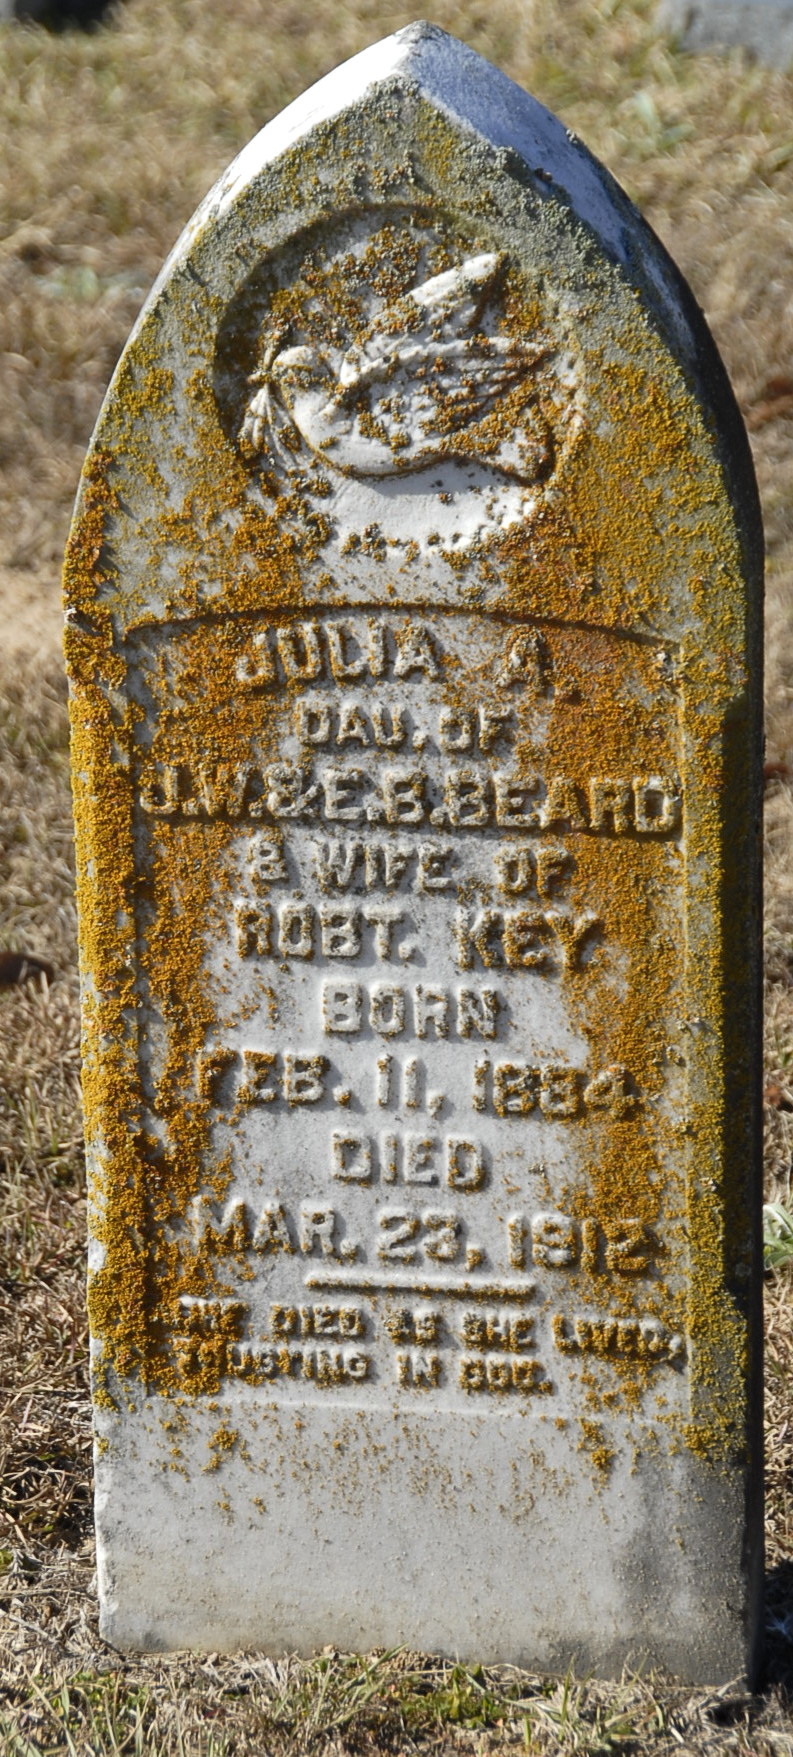 JULIA A.
DAU. OF
J.W. & E.B. BEARD
& WIFE OF
ROBT. KEY
BORN
FEB. 11, 1884
DIED
MAR. 23, 1912
DIED AS SHE LIVED,
TRUSTING IN GOD.